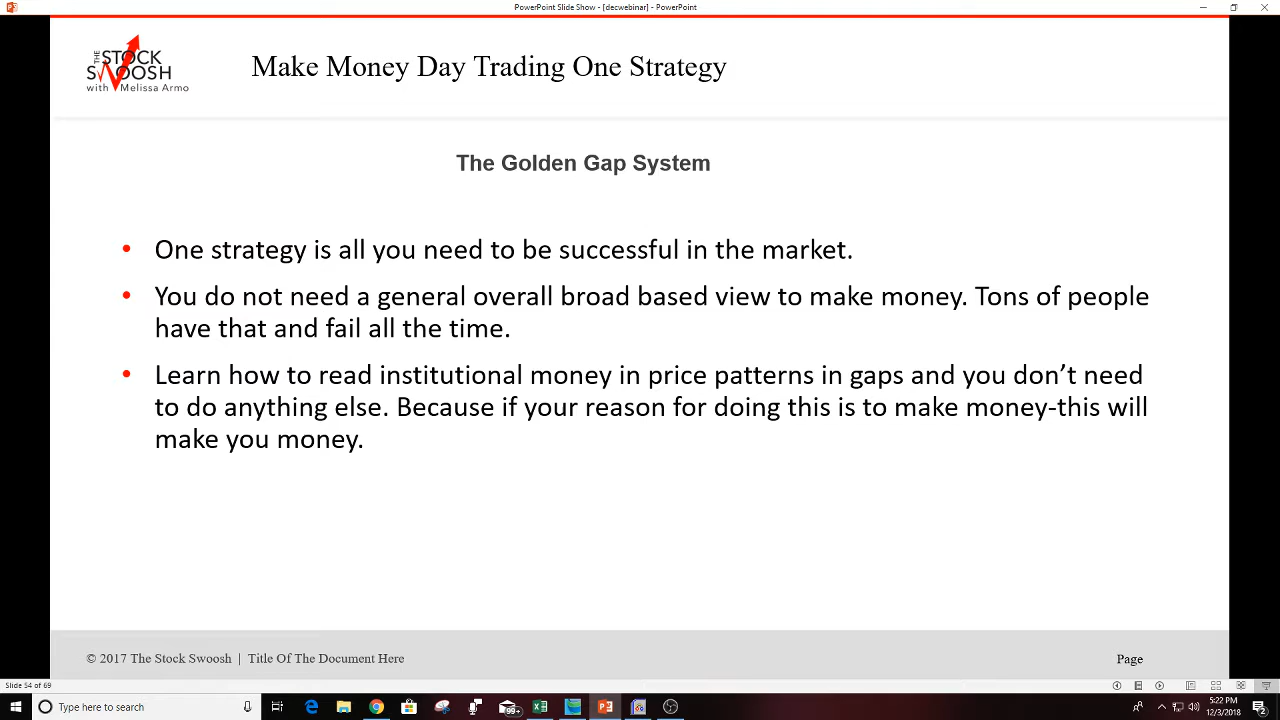 PowerPoint Slide Show - [decwebinar] - PowerPoint
THE STOCK
SWOOSH
with Melissa Armo
Make Money Day Trading One Strategy
The Golden Gap System
• One strategy is all you need to be successful in the market.
• You do not need a general overall broad based view to make money. Tons of people
have that and fail all the time.
• Learn how to read institutional money in price patterns in gaps and you don’t need
to do anything else. Because if your reason for doing this is to make money-this will
make you money.
© 2017 The Stock Swoosh | Title Of The Document Here
Page
Slide 54 of 69
Type here to search
99+
5:22 PM
12/3/2018
2